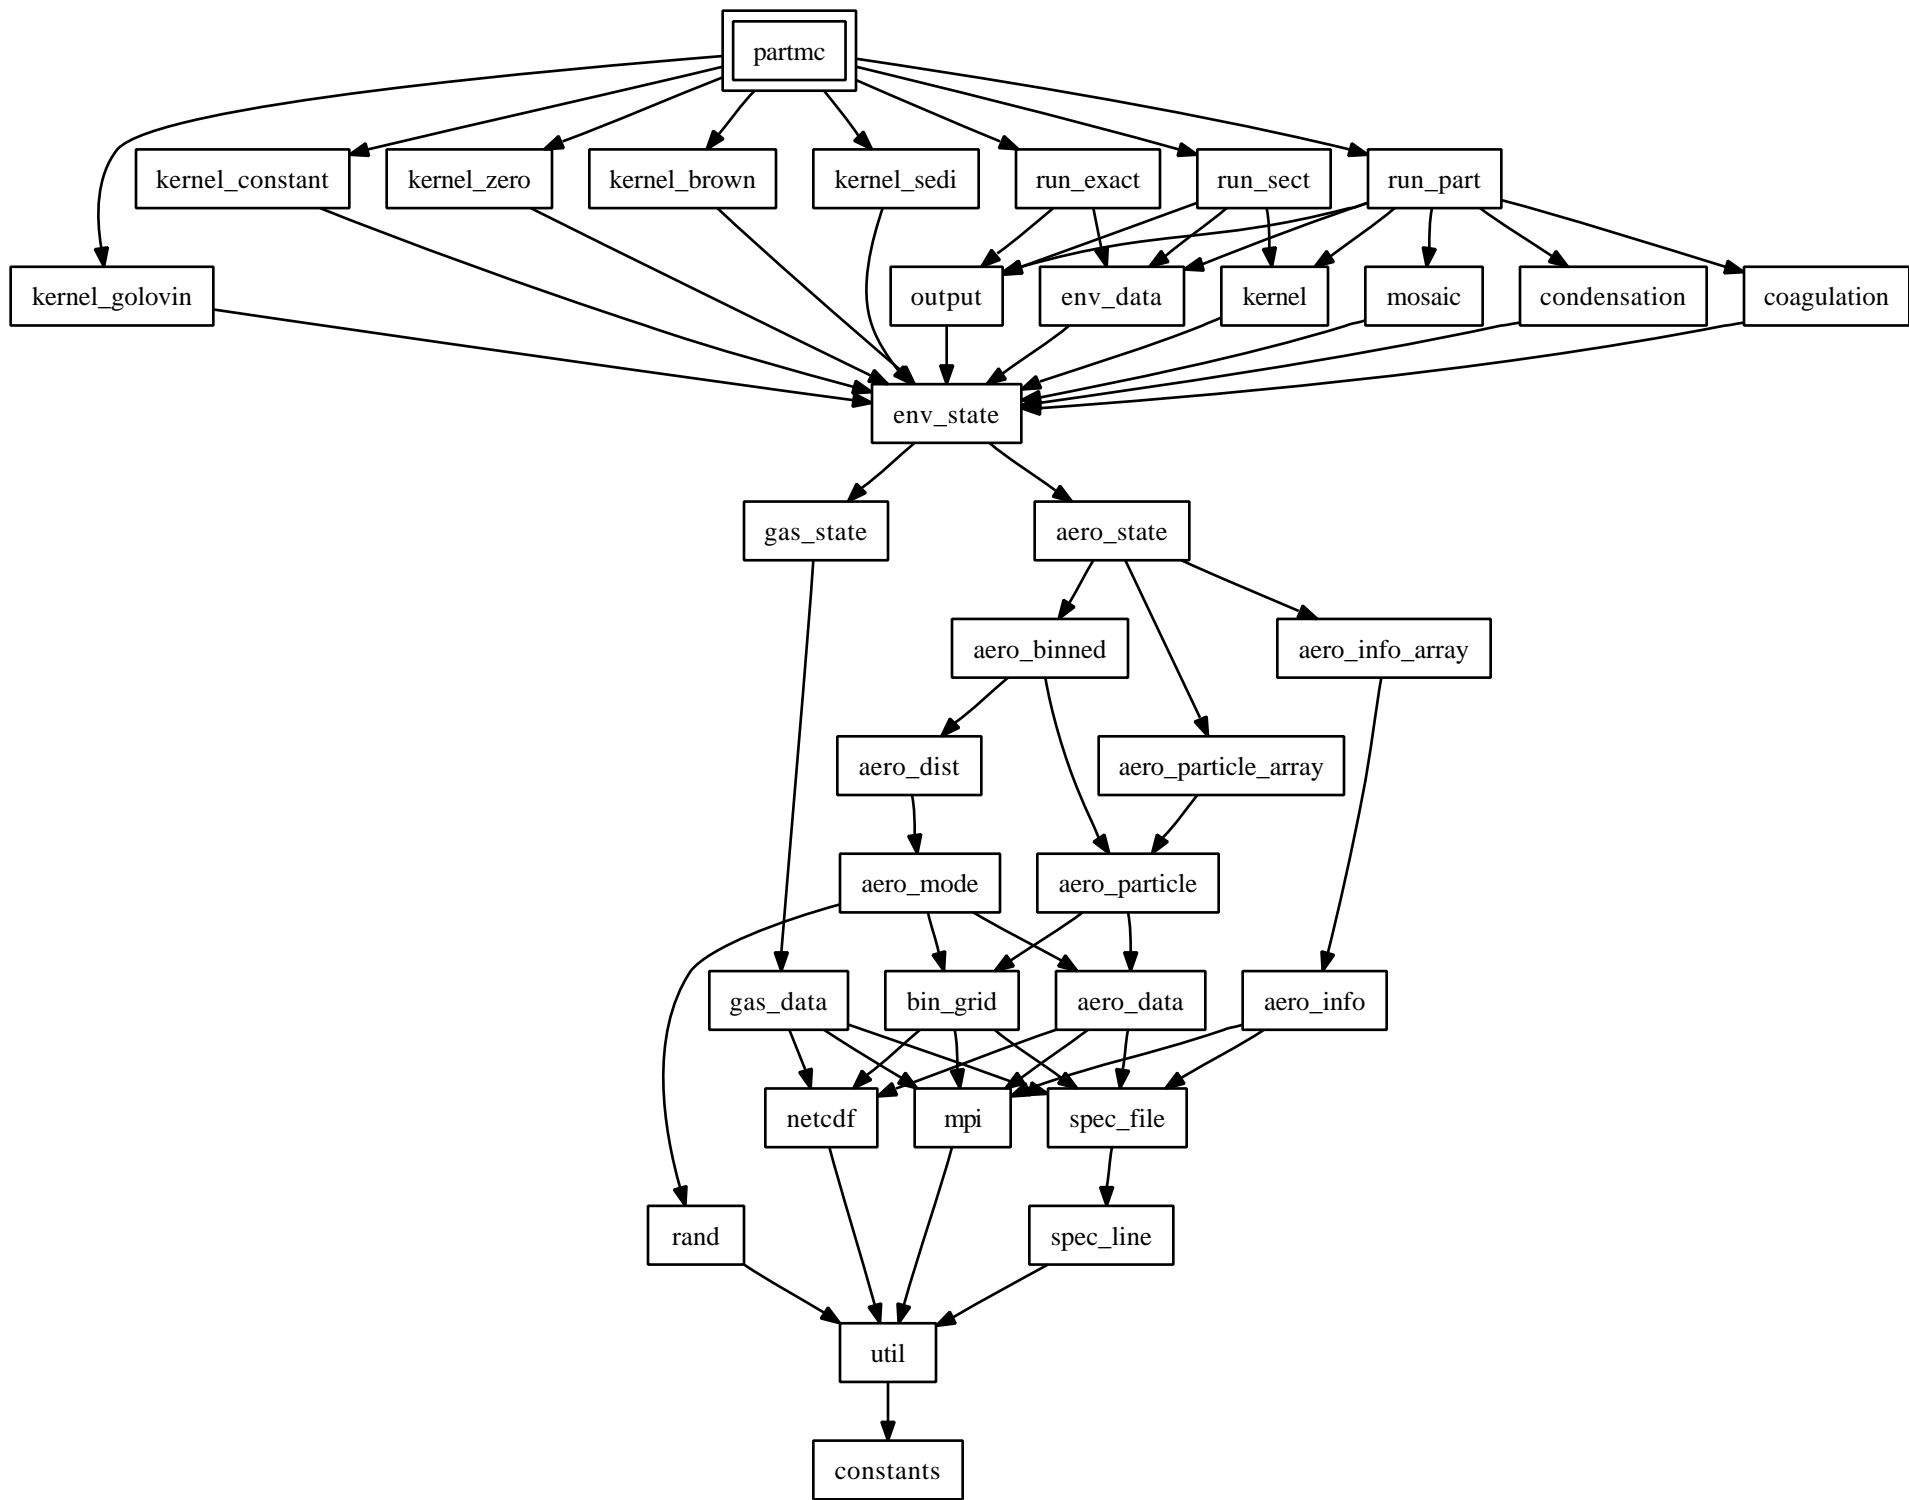 partmc
kernel_constant
kernel_zero
kernel_brown
kernel_sedi
run_exact
run_sect
run_part
kernel_golovin
output
env_data
kernel
mosaic
condensation
coagulation
env_state
gas_state
aero_state
aero_binned
aero_info_array
aero_dist
aero_particle_array
aero_mode
aero_particle
gas_data
bin_grid
aero_data
aero_info
netcdf
mpi
spec_file
rand
spec_line
util
constants